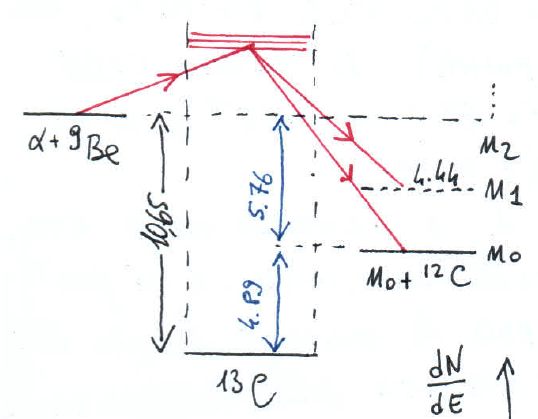 α + 9Be
10,65
5.76
4.89
13C
4.44
M2
M1
M0
M0 + 12C
dN
dE